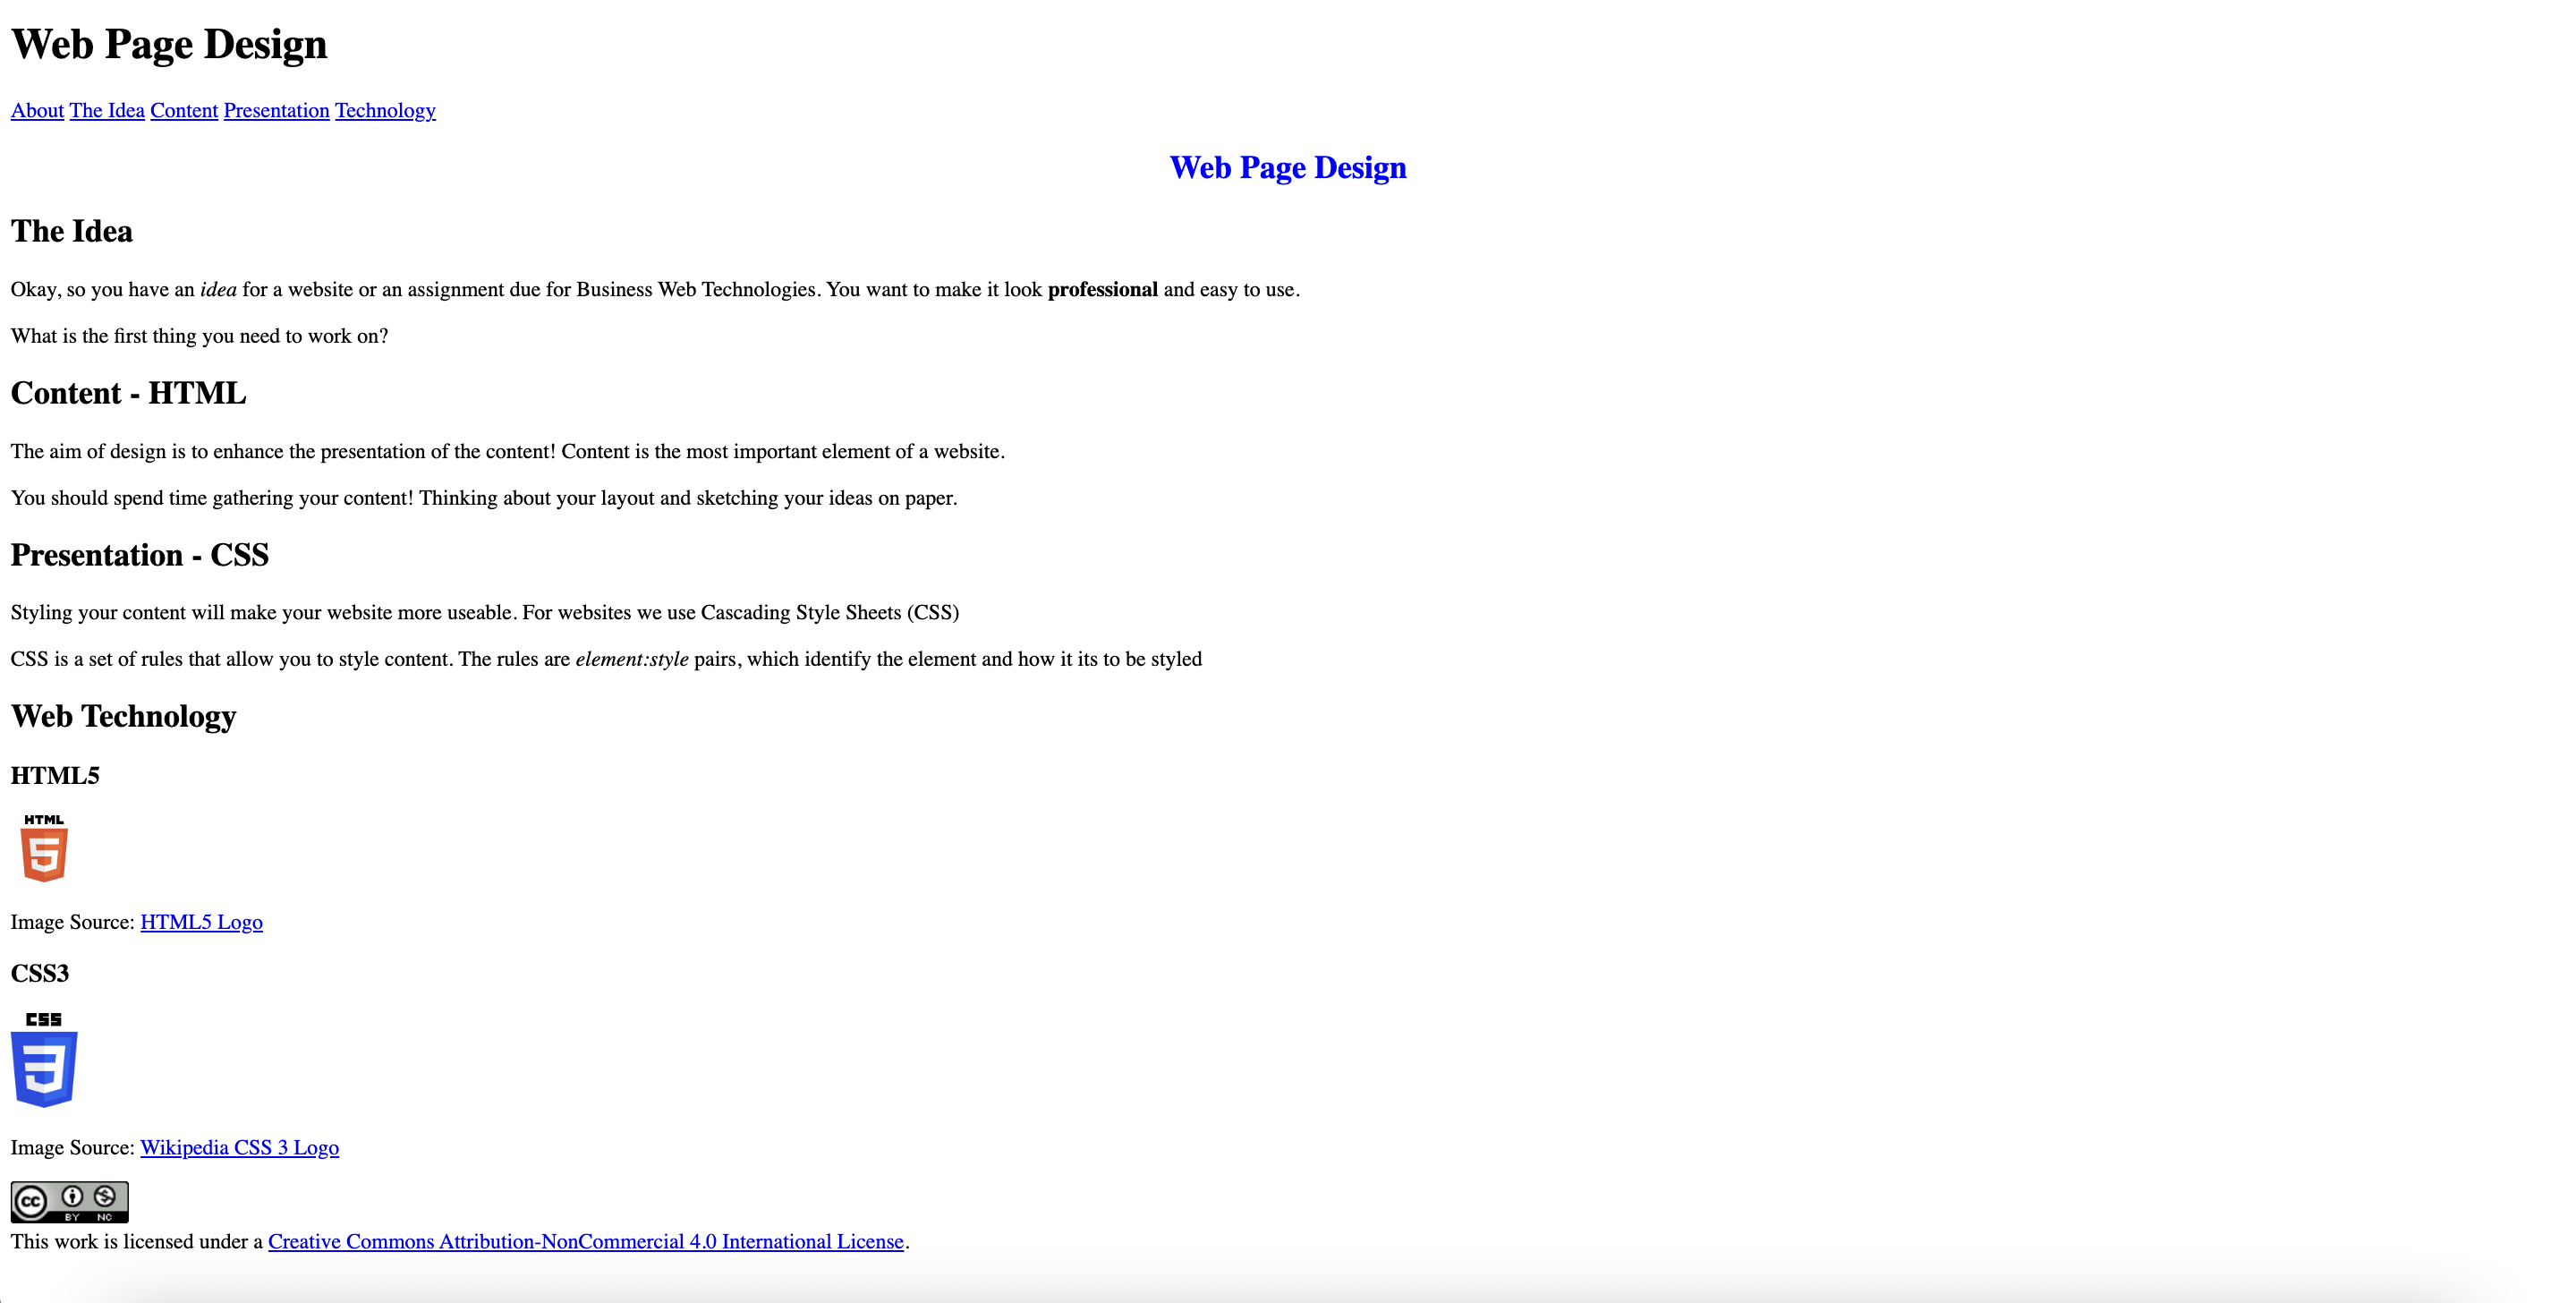 Web Page Design
About The Idea Content Presentation Technology
Web Page Design
The Idea
Okay, so you have an idea for a website or an assignment due for Business Web Technologies. You want to make it look professional and easy to use.
What is the first thing you need to work on?
Content - HTML
The aim of design is to enhance the presentation of the content! Content is the most important element of a website.
You should spend time gathering your content! Thinking about your layout and sketching your ideas on paper.
Presentation - CSS
Styling your content will make your website more useable. For websites we use Cascading Style Sheets (CSS)
CSS is a set of rules that allow you to style content. The rules are element:style pairs, which identify the element and how it its to be styled
Web Technology
HTML5
HTML
5
Image Source: HTML5 Logo
CSS3
CSS
3
Image Source: Wikipedia CSS 3 Logo
cc
BY NC
This work is licensed under a Creative Commons Attribution-NonCommercial 4.0 International License.